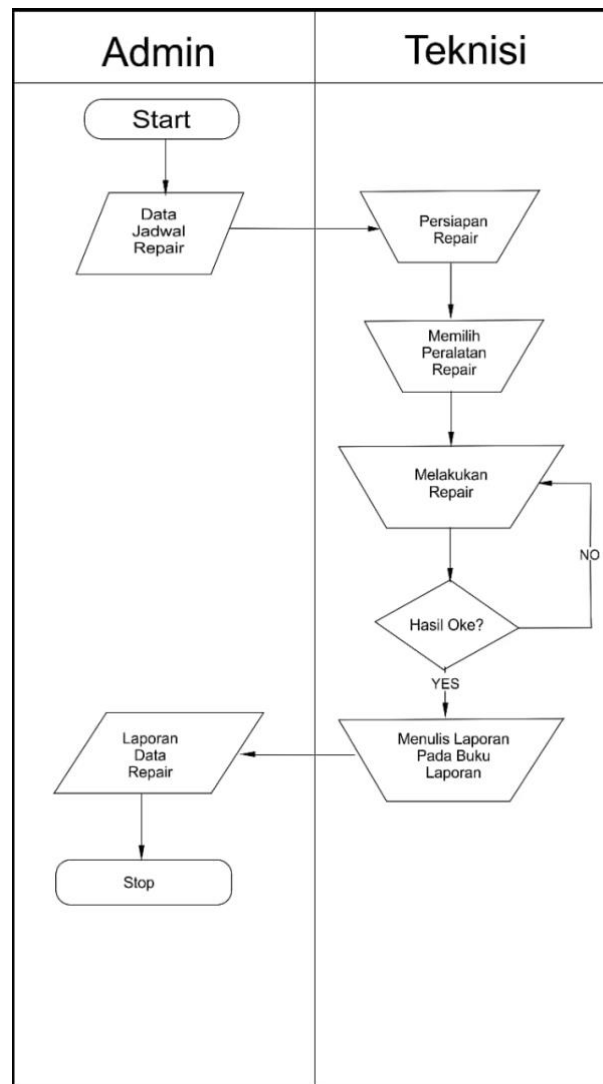 Admin
Teknisi
Start
Data
Jadwal
Repair
Persiapan
Repair
Memilih
Peralatan
Repair
Melakukan
Repair
NO
Hasil Oke?
YES
Laporan
Data
Repair
Menulis Laporan
Pada Buku
Laporan
Stop